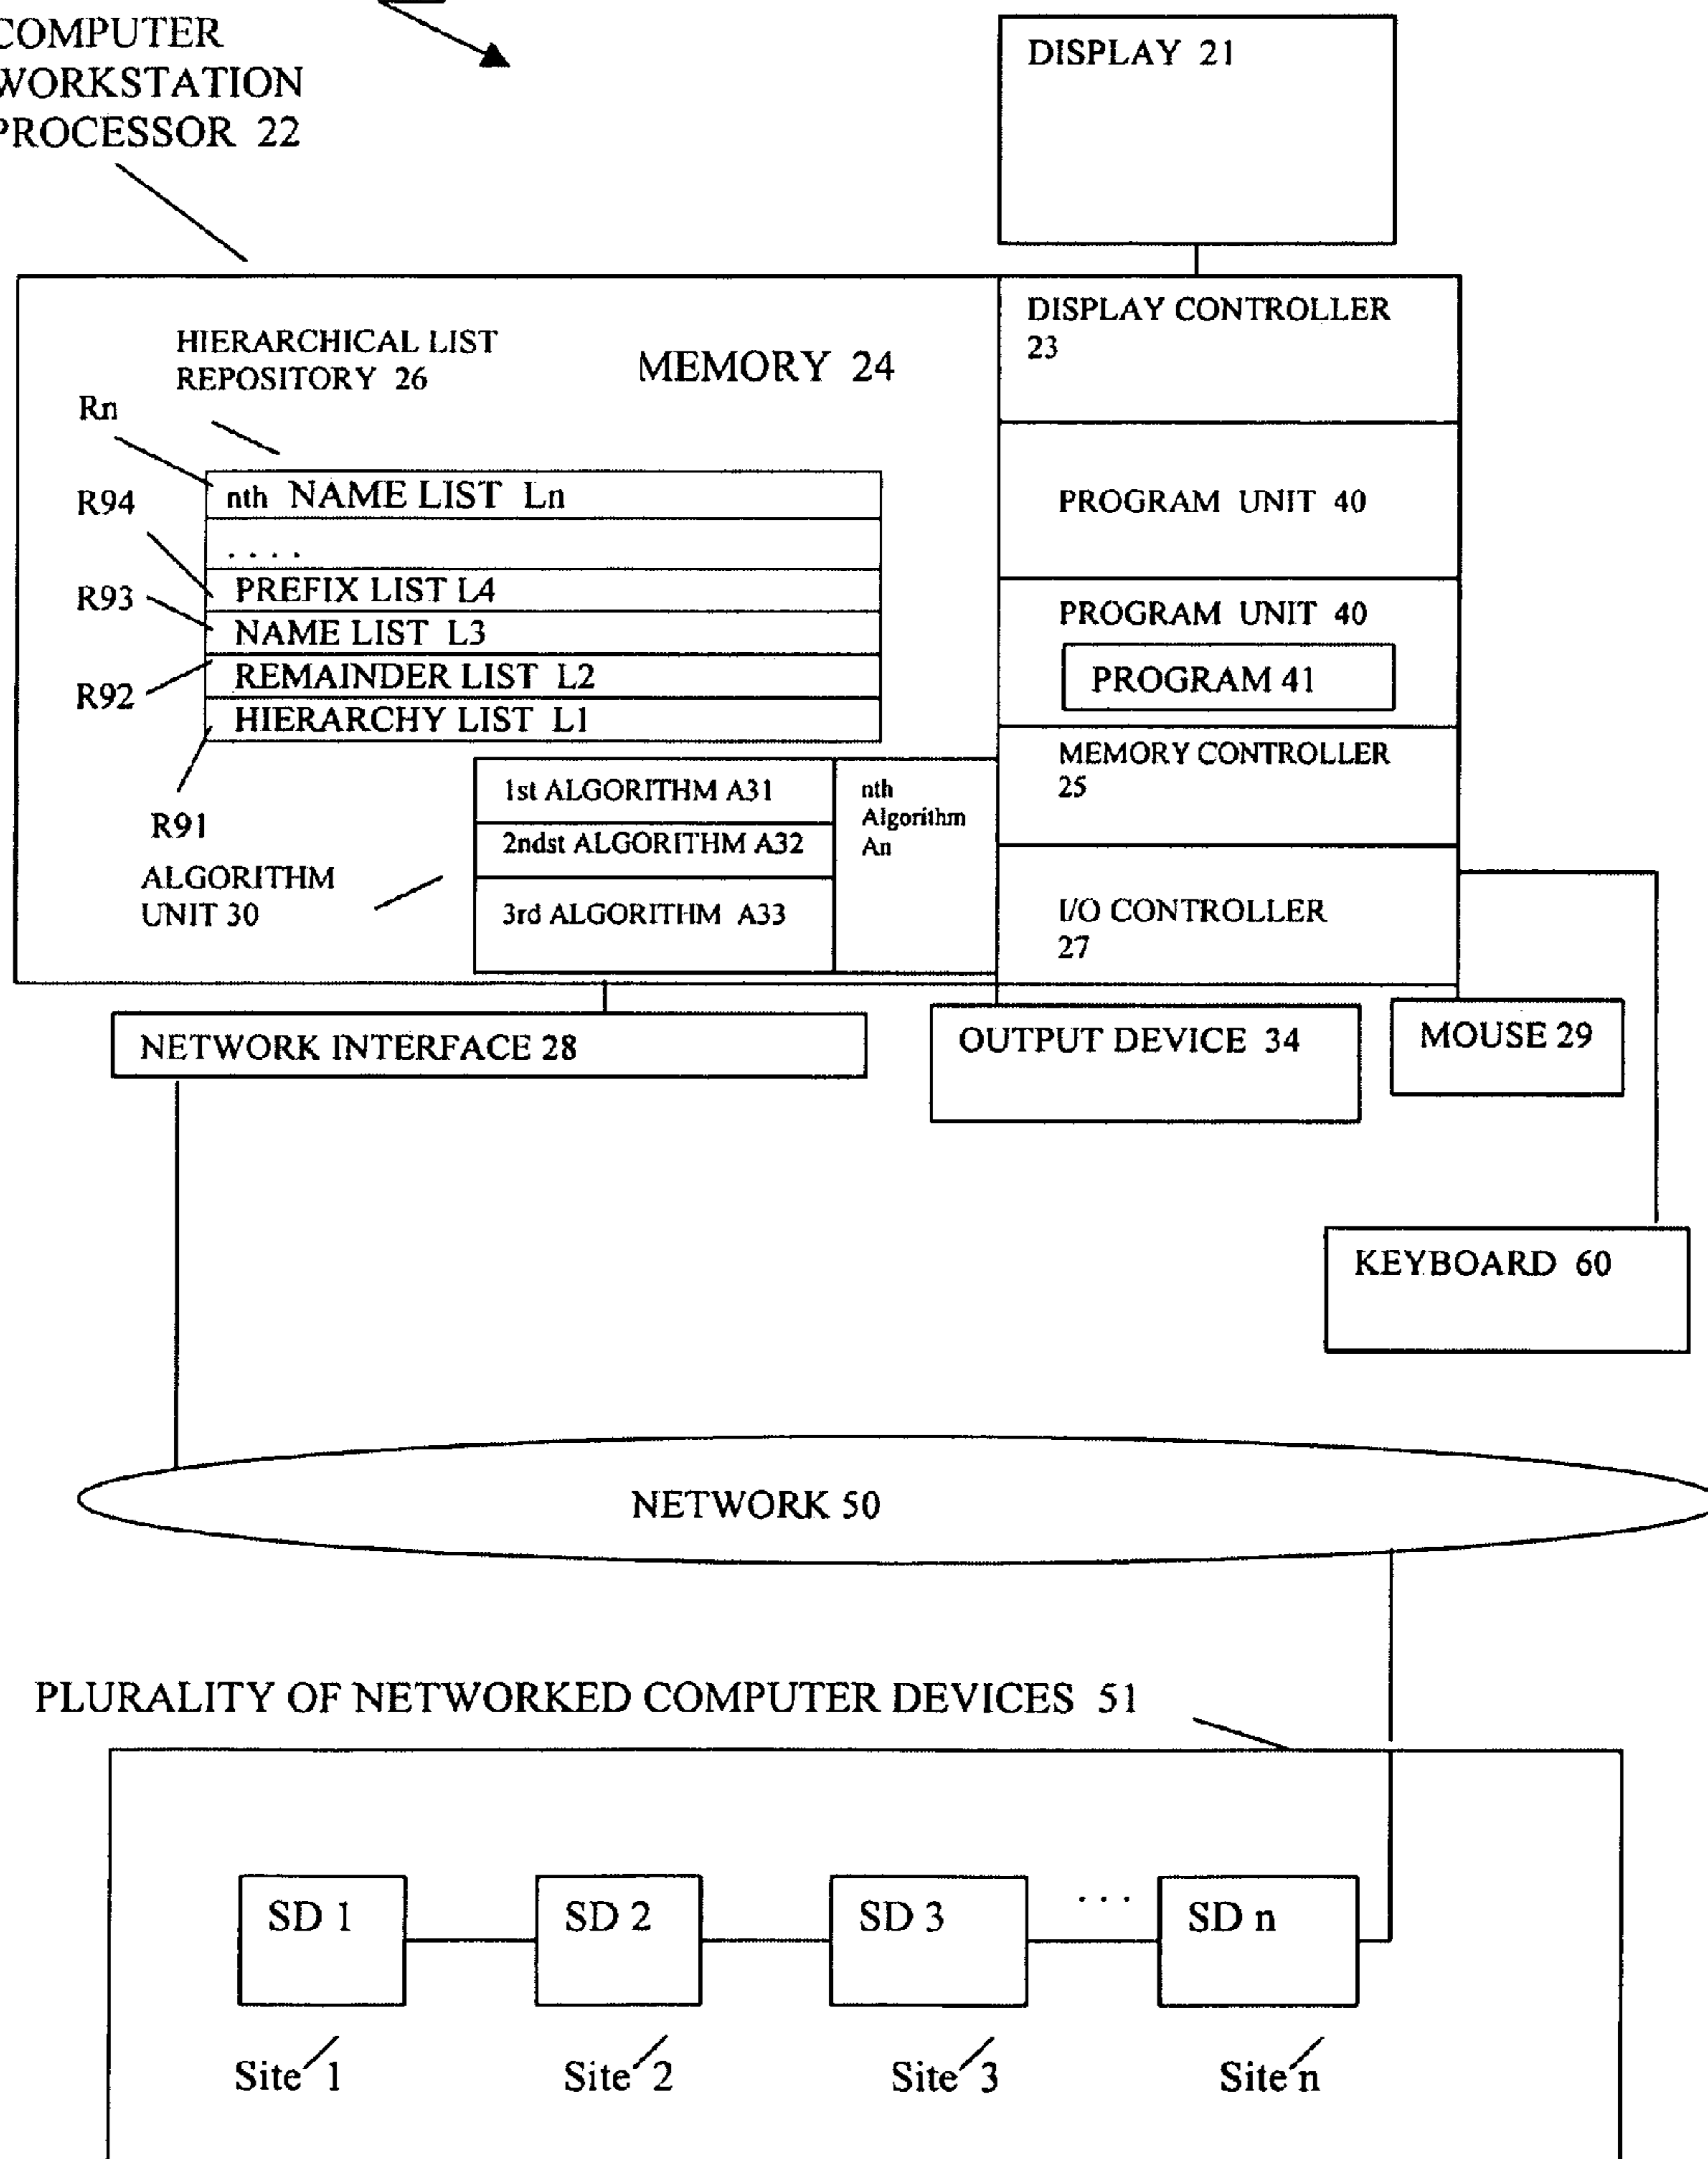 COMPUTER
WORKSTATION
PROCESSOR 22
DISPLAY 21
HIERARCHICAL LIST
REPOSITORY 26
MEMORY 24
DISPLAY CONTROLLER
23
Rn
nth NAME LIST Ln
PROGRAM UNIT 40
R94
. . . .
PREFIX LIST L4
R93
NAME LIST L3
PROGRAM UNIT 40
REMAINDER LIST L2
PROGRAM 41
R92
HIERARCHY LIST L1
MEMORY CONTROLLER
25
R91
1st ALGORITHM A31
nth
Algorithm
An
2ndst ALGORITHM A32
ALGORITHM
UNIT 30
3rd ALGORITHM A33
I/O CONTROLLER
27
NETWORK INTERFACE 28
OUTPUT DEVICE 34
MOUSE 29
KEYBOARD 60
NETWORK 50
PLURALITY OF NETWORKED COMPUTER DEVICES 51
SD 1
SD 2
SD 3
. . .
SD n
Site 1
Site 2
Site 3
Site n